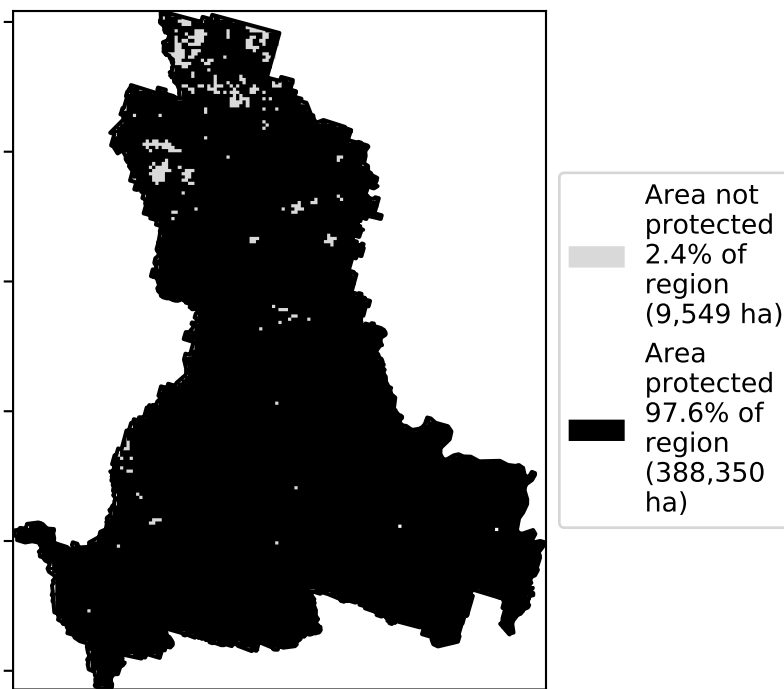 Area not
protected
2.4% of
region
(9,549 ha)
Area
protected
97.6% of
region
(388,350
ha)